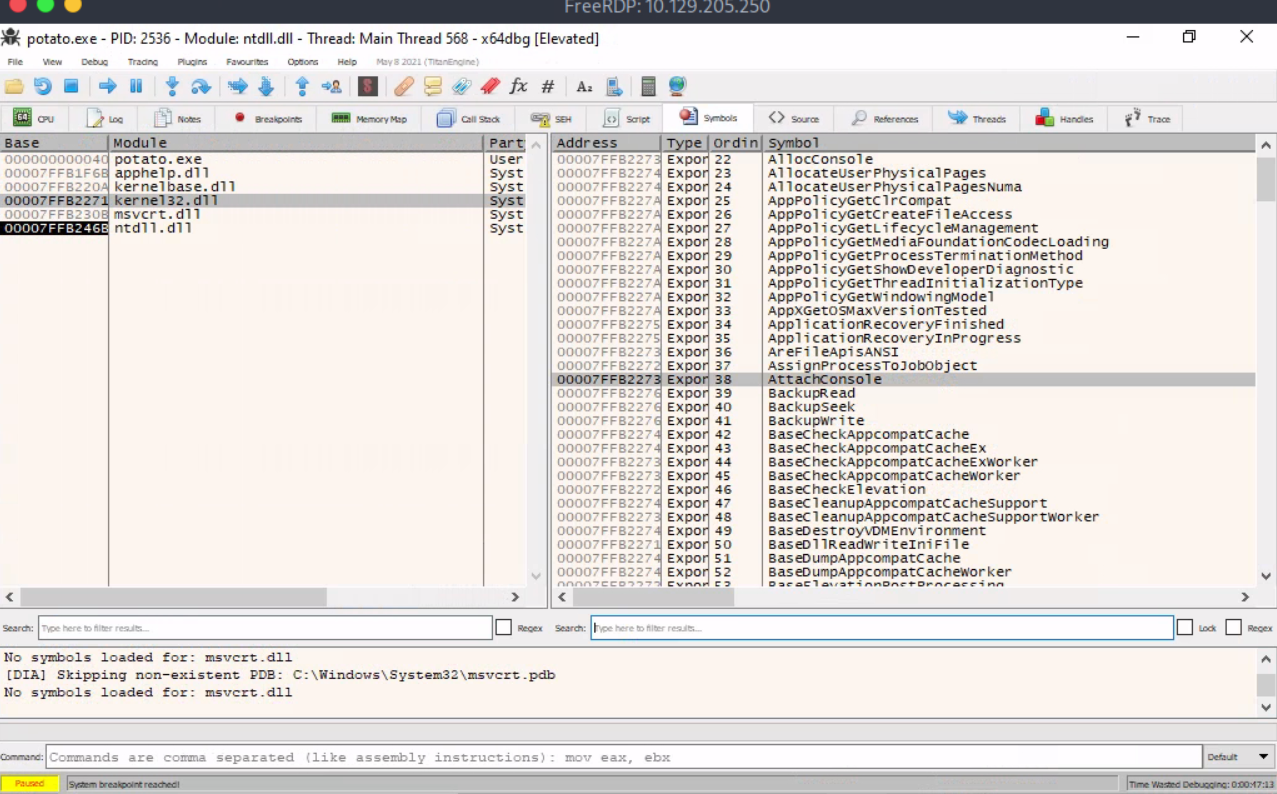 FreeRDP: 10.129.205.250
potato.exe - PID: 2536 - Module: ntdll.dll - Thread: Main Thread 568 - x64dbg [Elevated]
File View Debug Tracing Plugins Favourites Options Help May 8 2021 (TitanEngine)
CPU Log Notes Breakpoints Memory Map Call Stack SEH Script Symbols Source References Threads Handles Trace
Base Module Part
000000000040 potato.exe User
00007FFB1F6B apphelp.dll Syst
00007FFB220A kernelbase.dll Syst
00007FFB2271 kernel32.dll Syst
00007FFB230B msvcrt.dll Syst
00007FFB246B ntdll.dll Syst
Address Type Ordin Symbol
00007FFB2273 Expor 22 AllocConsole
00007FFB2274 Expor 23 AllocateUserPhysicalPages
00007FFB2274 Expor 24 AllocateUserPhysicalPagesNuma
00007FFB227A Expor 25 AppPolicyGetClrCompat
00007FFB227A Expor 26 AppPolicyGetCreateFileAccess
00007FFB227A Expor 27 AppPolicyGetLifecycleManagement
00007FFB227A Expor 28 AppPolicyGetMediaFoundationCodecLoading
00007FFB227A Expor 29 AppPolicyGetProcessTerminationMethod
00007FFB227A Expor 30 AppPolicyGetShowDeveloperDiagnostic
00007FFB227A Expor 31 AppPolicyGetThreadInitializationType
00007FFB227A Expor 32 AppPolicyGetWindowingModel
00007FFB227A Expor 33 AppXGetOSMaxVersionTested
00007FFB2275 Expor 34 ApplicationRecoveryFinished
00007FFB2275 Expor 35 ApplicationRecoveryInProgress
00007FFB2273 Expor 36 AreFileApisANSI
00007FFB2272 Expor 37 AssignProcessToJobObject
00007FFB2273 Expor 38 AttachConsole
00007FFB2276 Expor 39 BackupRead
00007FFB2276 Expor 40 BackupSeek
00007FFB2276 Expor 41 BackupWrite
00007FFB2274 Expor 42 BaseCheckAppcompatCache
00007FFB2274 Expor 43 BaseCheckAppcompatCacheEx
00007FFB2273 Expor 44 BaseCheckAppcompatCacheExWorker
00007FFB2273 Expor 45 BaseCheckAppcompatCacheWorker
00007FFB2272 Expor 46 BaseCheckElevation
00007FFB2274 Expor 47 BaseCleanupAppcompatCacheSupport
00007FFB2273 Expor 48 BaseCleanupAppcompatCacheSupportWorker
00007FFB2274 Expor 49 BaseDestroyVDMEnvironment
00007FFB2271 Expor 50 BaseDllReadWriteIniFile
00007FFB2274 Expor 51 BaseDumpAppcompatCache
00007FFB2274 Expor 52 BaseDumpAppcompatCacheWorker
00007FFB2272 Expor 53 BaseElevationPostProcessing
Search: Type here to filter results... Regex Search: Type here to filter results... Lock Regex
No symbols loaded for: msvcrt.dll
[DIA] Skipping non-existent PDB: C:\Windows\System32\msvcrt.pdb
No symbols loaded for: msvcrt.dll
Command: Commands are comma separated (like assembly instructions): mov eax, ebx Default
Paused System breakpoint reached! Time Wasted Debugging: 0:00:47:13